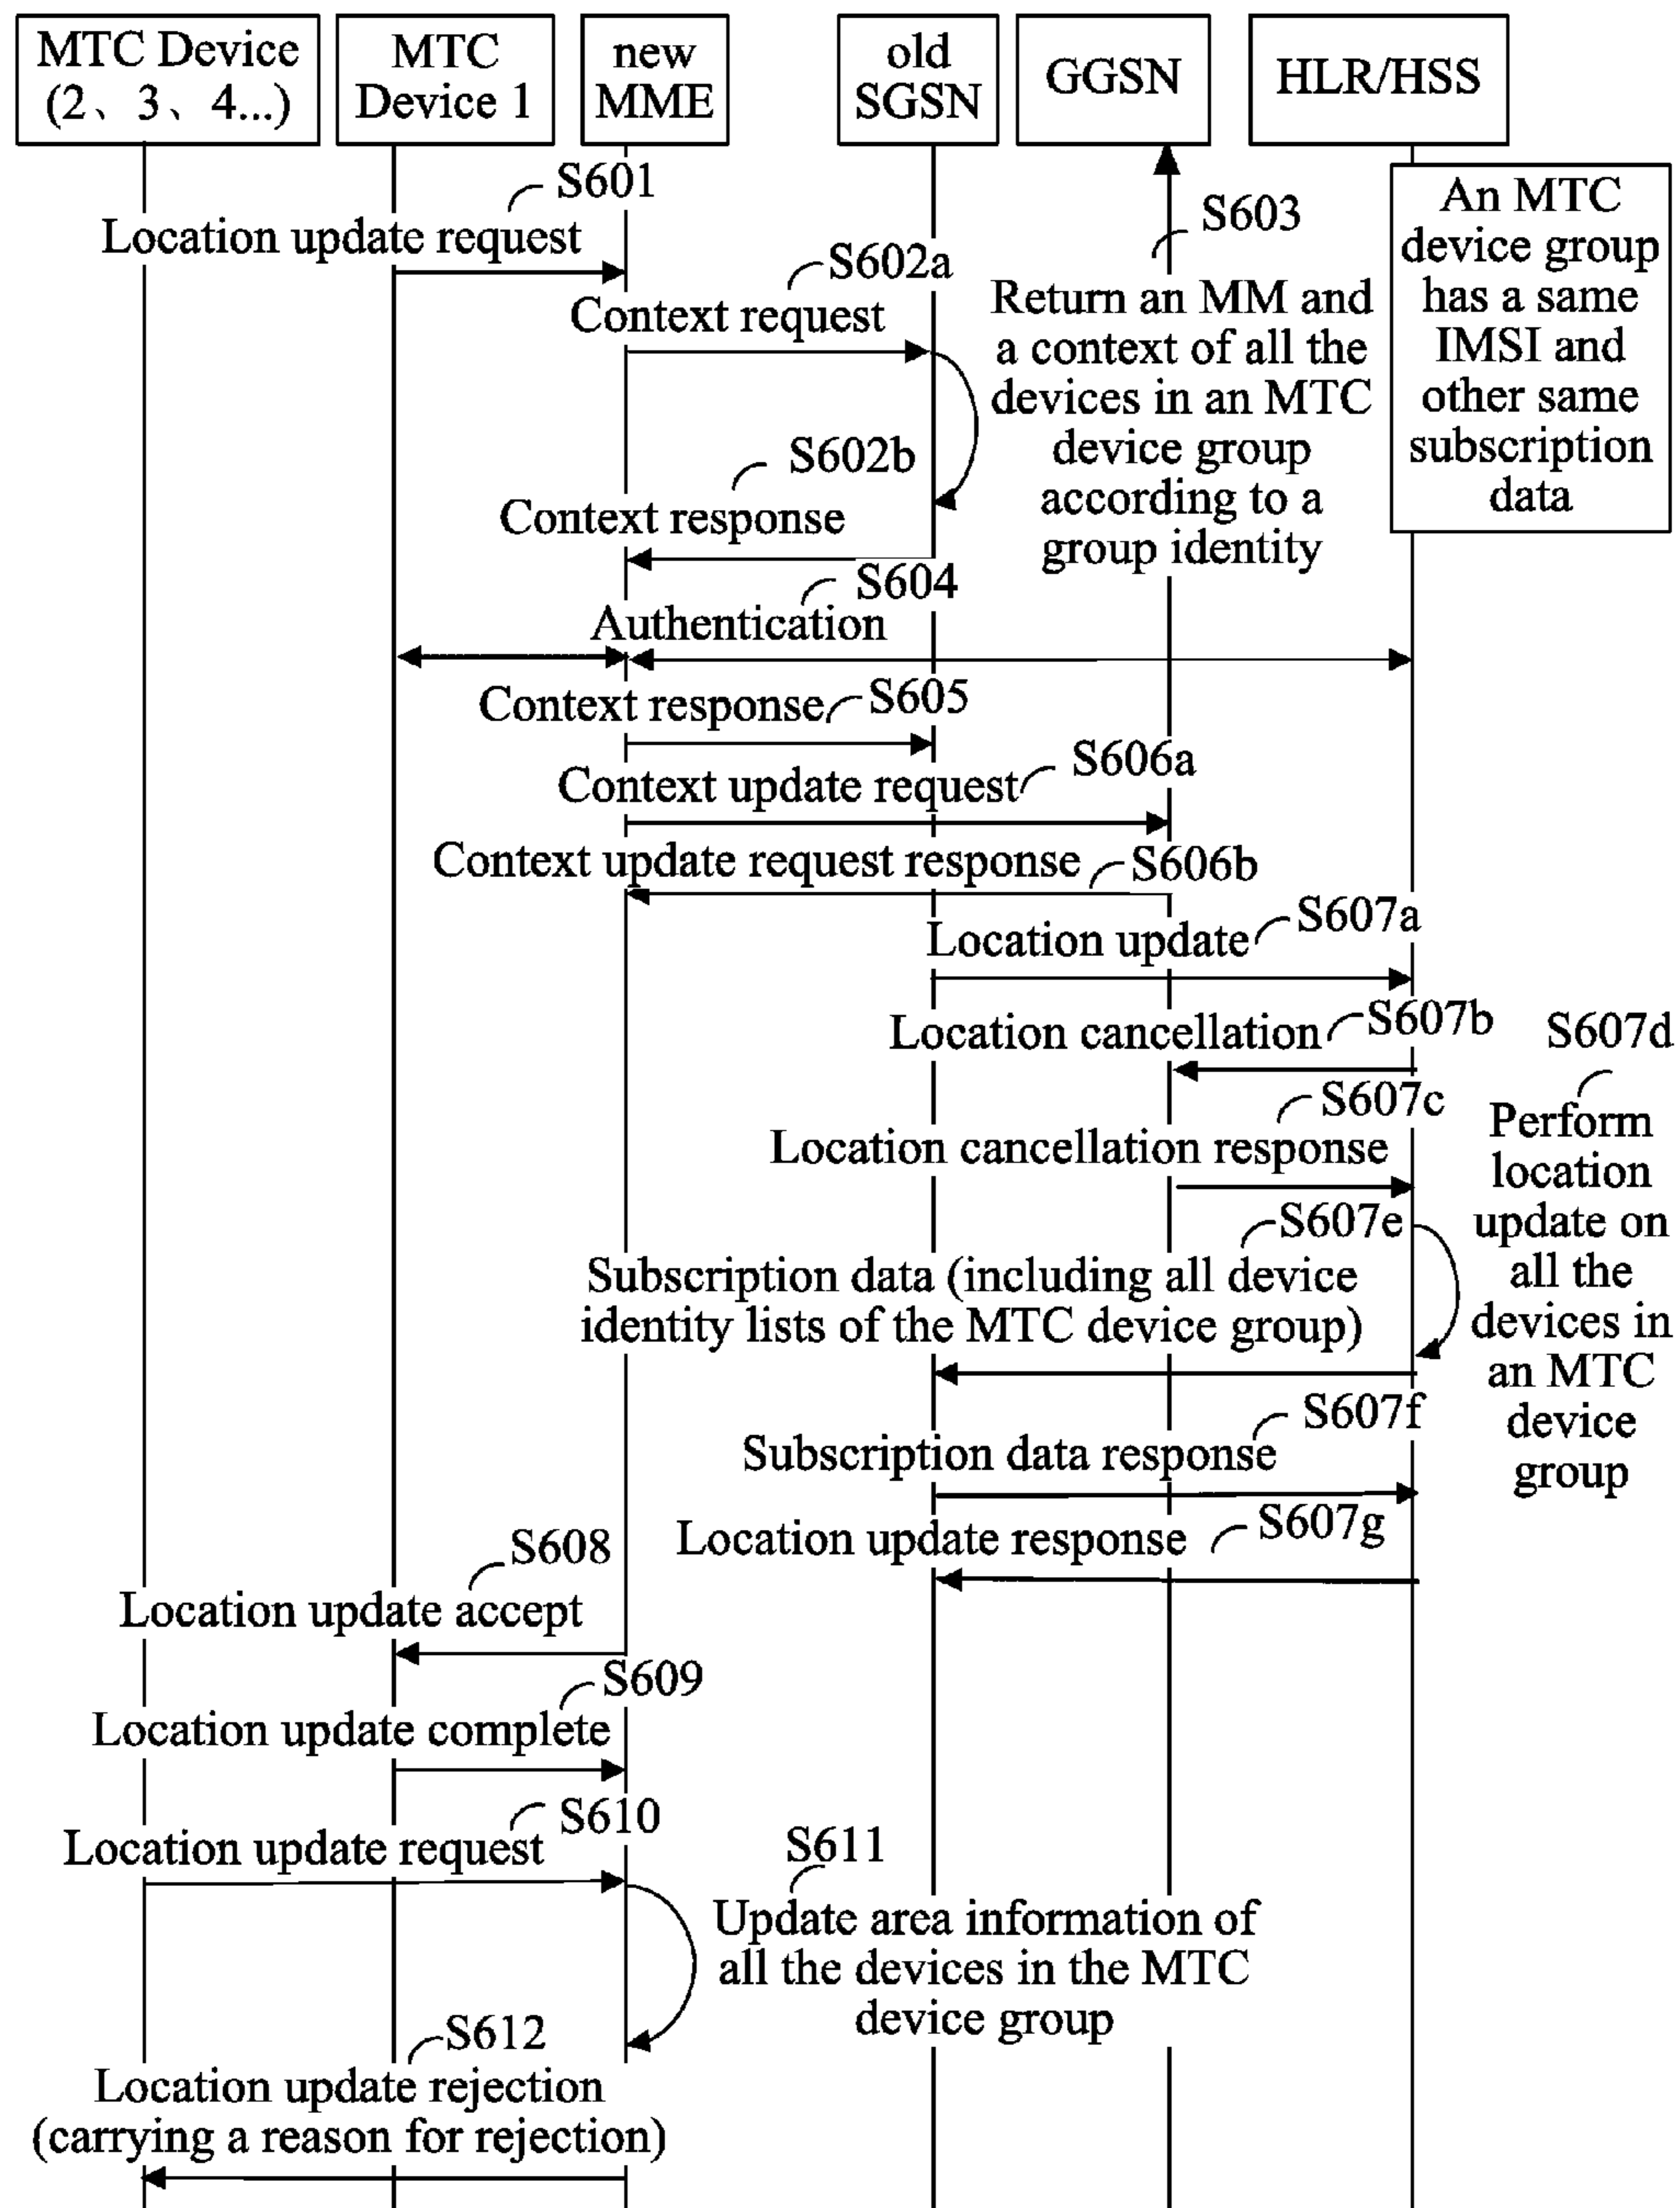 MTC Device
(2、3、4...)
MTC
Device 1
new
MME
old
SGSN
GGSN
HLR/HSS
An MTC
device group
has a same
IMSI and
other same
subscription
data
S601
Location update request
S602a
Context request
S603
Return an MM and
a context of all the
devices in an MTC
device group
according to a
group identity
S602b
Context response
S604
Authentication
S605
Context response
S606a
Context update request
S606b
Context update request response
S607a
Location update
S607b
Location cancellation
S607c
Location cancellation response
S607d
Perform
location
update on
all the
devices in
an MTC
device
group
S607e
Subscription data (including all device
identity lists of the MTC device group)
S607f
Subscription data response
S607g
Location update response
S608
Location update accept
S609
Location update complete
S610
Location update request
S611
Update area information of
all the devices in the MTC
device group
S612
Location update rejection
(carrying a reason for rejection)